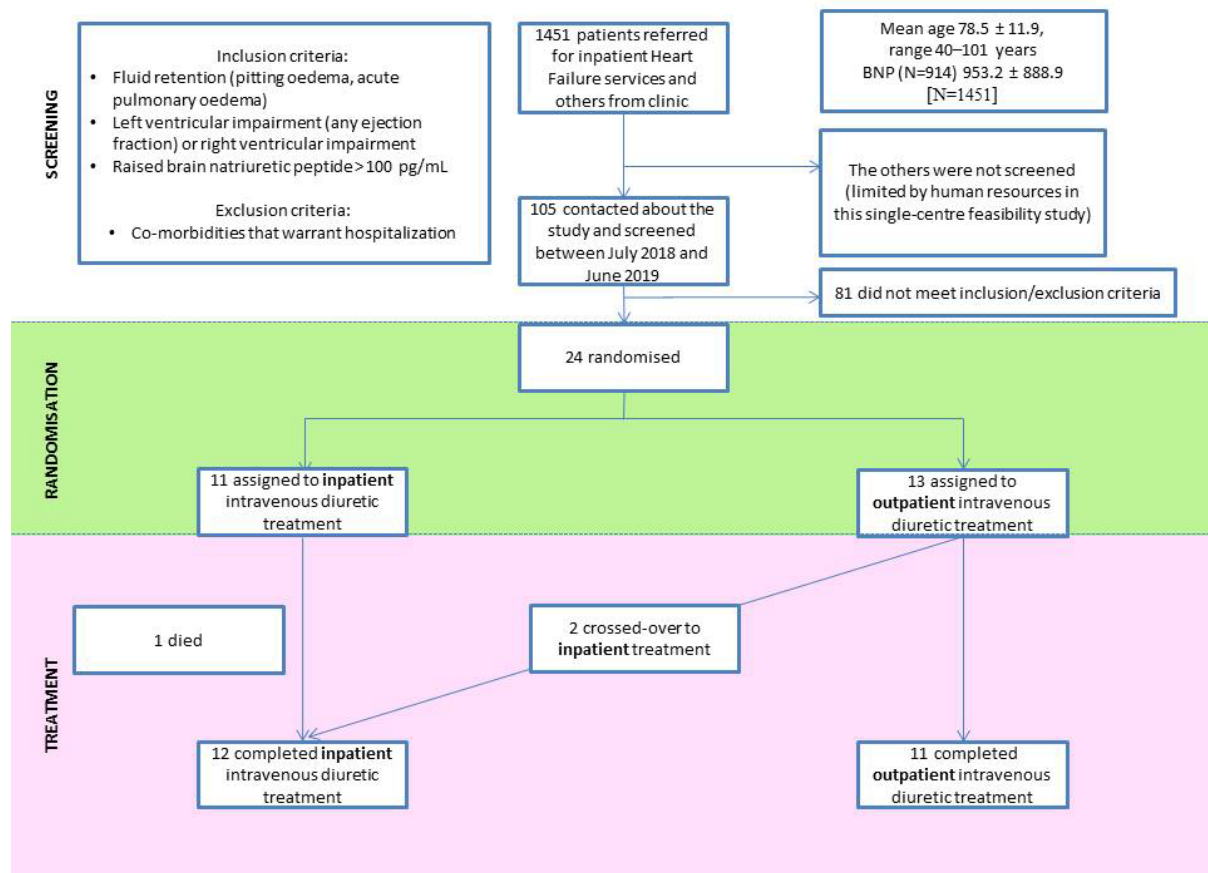 SCREENING
Inclusion criteria:
• Fluid retention (pitting oedema, acute
pulmonary oedema)
• Left ventricular impairment (any ejection
fraction) or right ventricular impairment
• Raised brain natriuretic peptide>100 pg/mL
Exclusion criteria:
• Co-morbidities that warrant hospitalization
1451 patients referred
for inpatient Heart
Failure services and
others from clinic
Mean age 78.5 ± 11.9,
range 40–101 years
BNP (N=914) 953.2 ± 888.9
[N=1451]
The others were not screened
(limited by human resources in
this single-centre feasibility study)
105 contacted about the
study and screened
between July 2018 and
June 2019
81 did not meet inclusion/exclusion criteria
RANDOMISATION
24 randomised
11 assigned to inpatient
intravenous diuretic
treatment
13 assigned to
outpatient intravenous
diuretic treatment
TREATMENT
1 died
2 crossed-over to
inpatient treatment
12 completed inpatient
intravenous diuretic
treatment
11 completed
outpatient intravenous
diuretic treatment